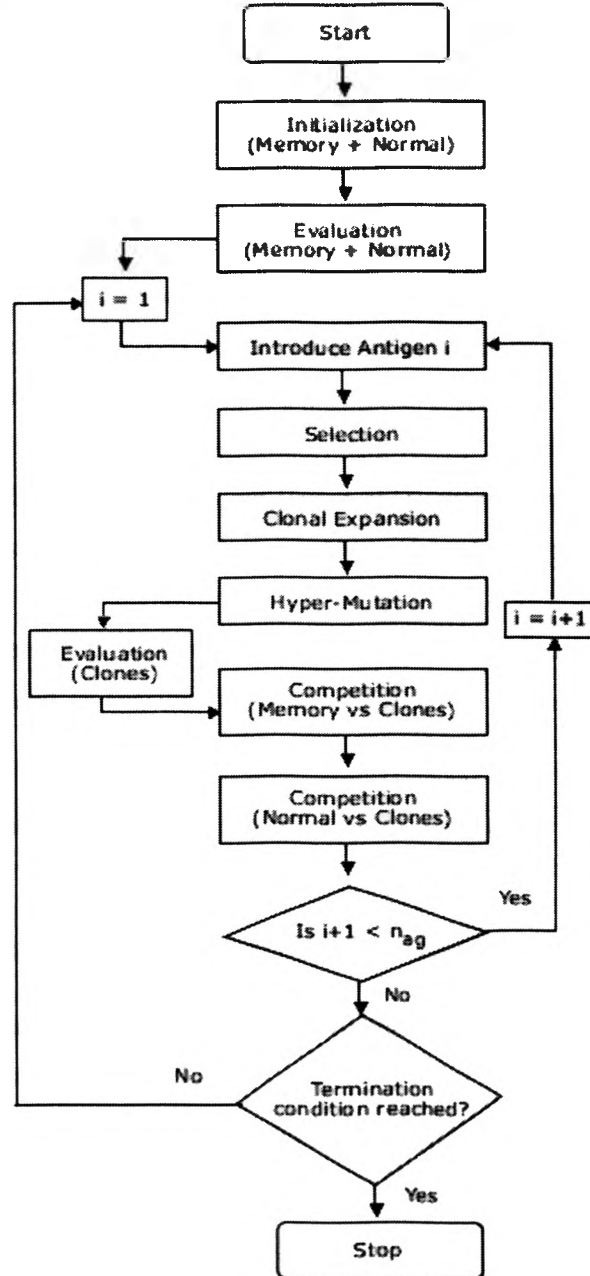 Start
Initialization
(Memory + Normal)
Evaluation
(Memory + Normal)
i = 1
Introduce Antigen i
Selection
Clonal Expansion
Hyper-Mutation
i = i+1
Evaluation
(Clones)
Competition
(Memory vs Clones)
Competition
(Normal vs Clones)
Yes
Is i+1 < n_ag
No
No
Termination
condition reached?
Yes
Stop